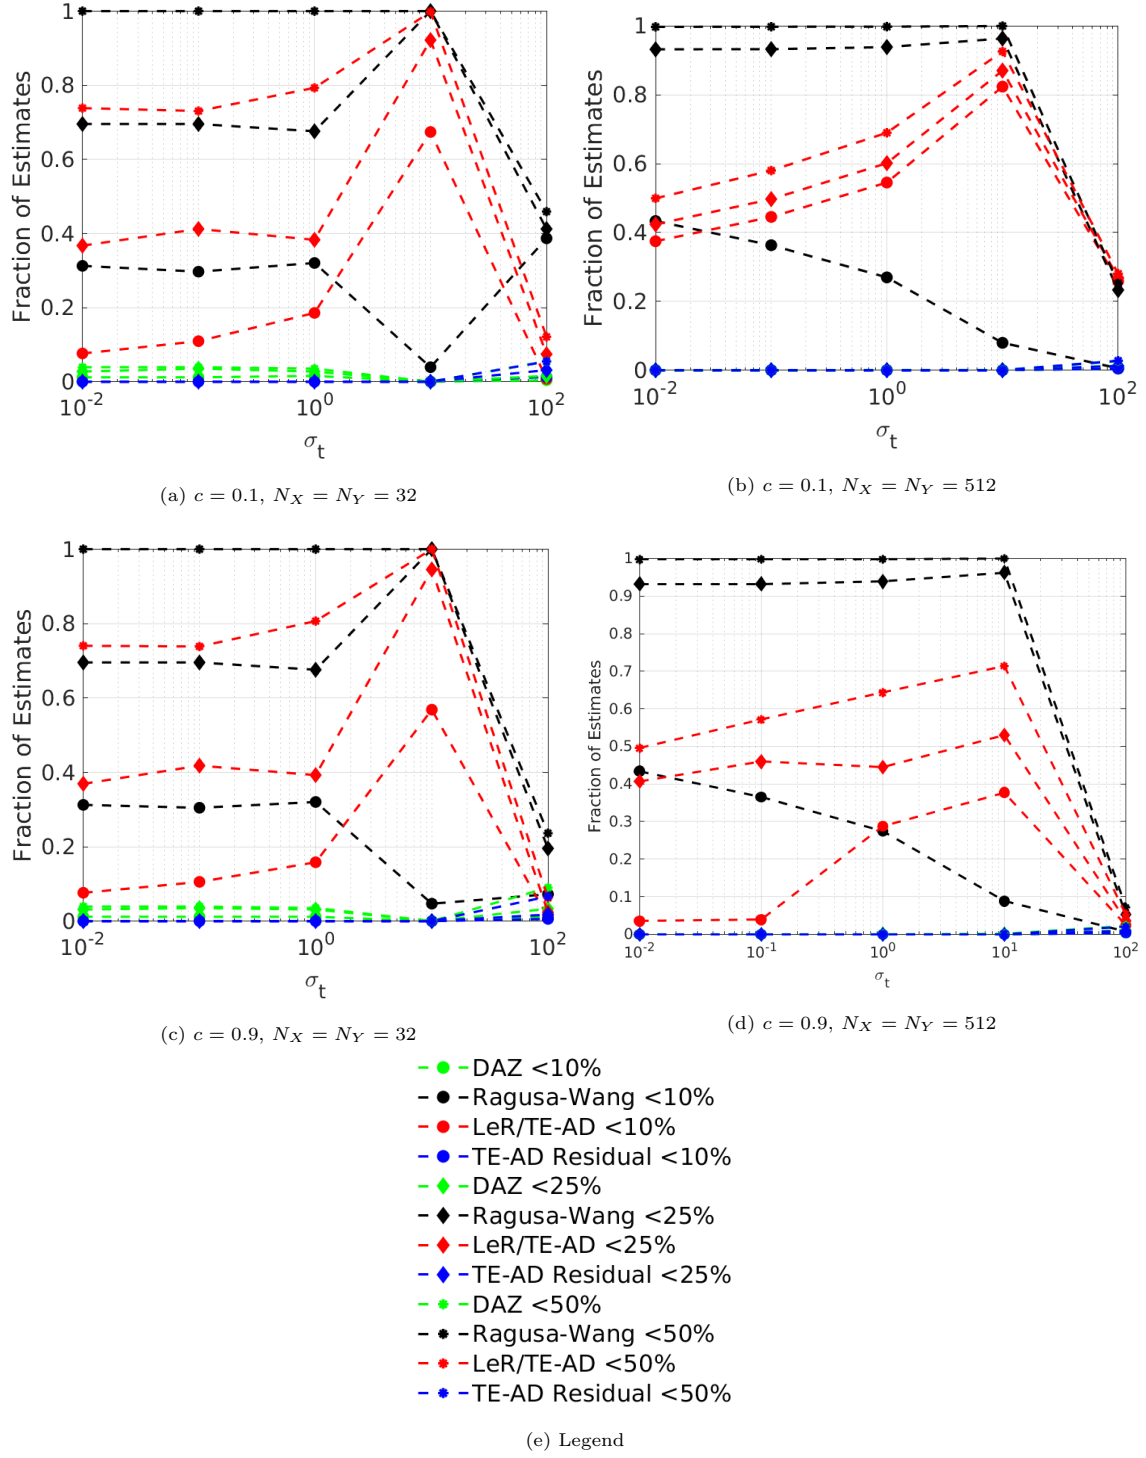 Fraction of Estimates
1
0.8
0.6
0.4
0.2
0
10⁻² 10⁰ 10²
σt
(a) c = 0.1, NX = NY = 32
Fraction of Estimates
1
0.8
0.6
0.4
0.2
0
10⁻² 10⁰ 10²
σt
(b) c = 0.1, NX = NY = 512
Fraction of Estimates
1
0.8
0.6
0.4
0.2
0
10⁻² 10⁰ 10²
σt
(c) c = 0.9, NX = NY = 32
Fraction of Estimates
1
0.9
0.8
0.7
0.6
0.5
0.4
0.3
0.2
0.1
0
10⁻² 10⁻¹ 10⁰ 10¹ 10²
σt
(d) c = 0.9, NX = NY = 512
DAZ <10%
Ragusa-Wang <10%
LeR/TE-AD <10%
TE-AD Residual <10%
DAZ <25%
Ragusa-Wang <25%
LeR/TE-AD <25%
TE-AD Residual <25%
DAZ <50%
Ragusa-Wang <50%
LeR/TE-AD <50%
TE-AD Residual <50%
(e) Legend